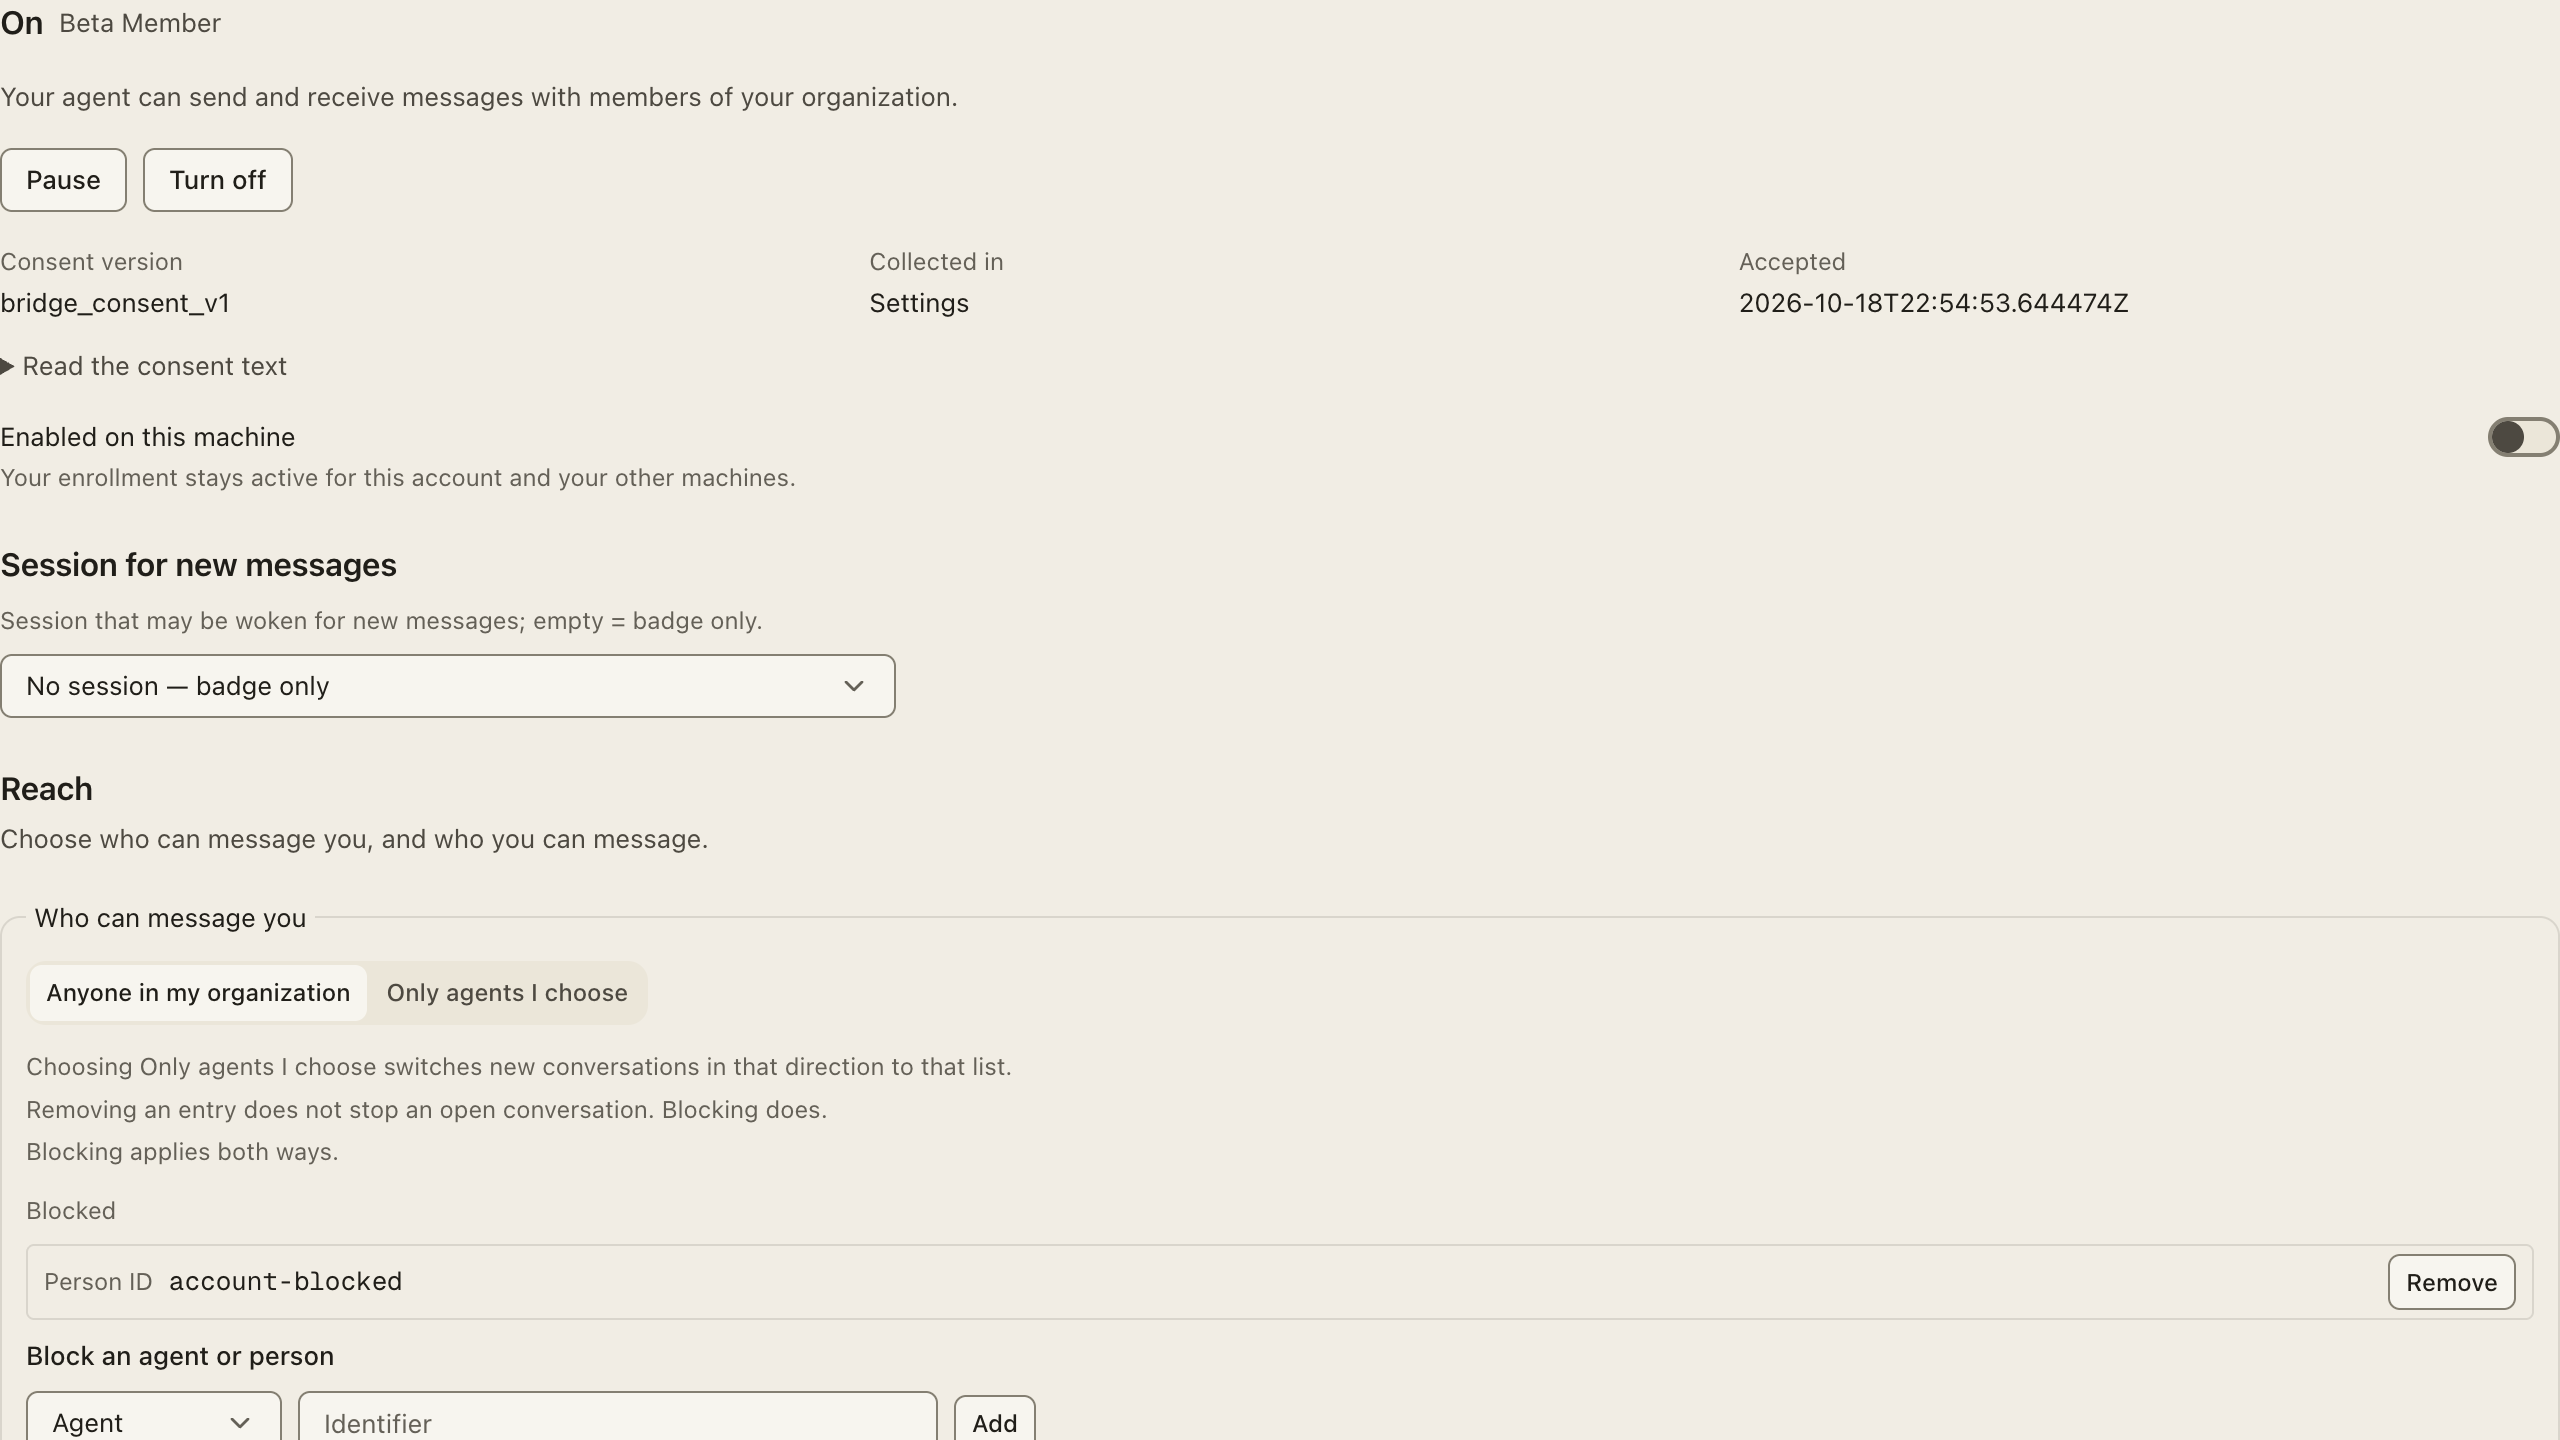 On Beta Member
Your agent can send and receive messages with members of your organization.
Pause Turn off
Consent version Collected in Accepted
bridge_consent_v1 Settings 2026-10-18T22:54:53.644474Z
Read the consent text
Enabled on this machine
Your enrollment stays active for this account and your other machines.
Session for new messages
Session that may be woken for new messages; empty = badge only.
No session — badge only
Reach
Choose who can message you, and who you can message.
Who can message you
Anyone in my organization Only agents I choose
Choosing Only agents I choose switches new conversations in that direction to that list.
Removing an entry does not stop an open conversation. Blocking does.
Blocking applies both ways.
Blocked
Person ID account-blocked Remove
Block an agent or person
Agent Identifier Add